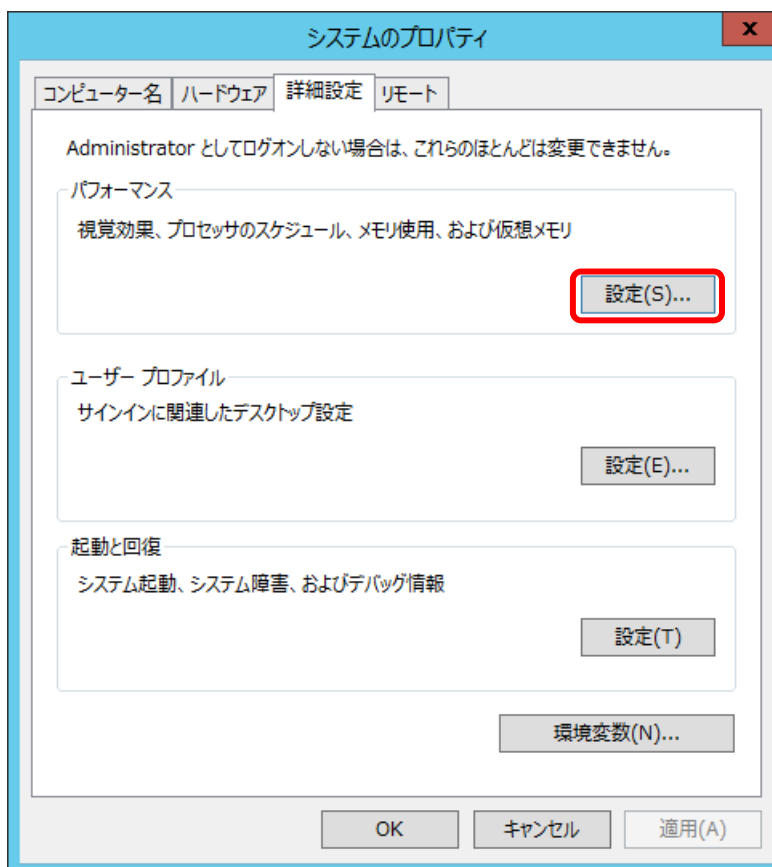 システムのプロパティ
x
コンピューター名 ハードウェア 詳細設定 リモート
Administrator としてログオンしない場合は、これらのほとんどは変更できません。
パフォーマンス
視覚効果、プロセッサのスケジュール、メモリ使用、および仮想メモリ
設定(S)...
ユーザー プロファイル
サインインに関連したデスクトップ設定
設定(E)...
起動と回復
システム起動、システム障害、およびデバッグ情報
設定(T)
環境変数(N)...
OK キャンセル 適用(A)